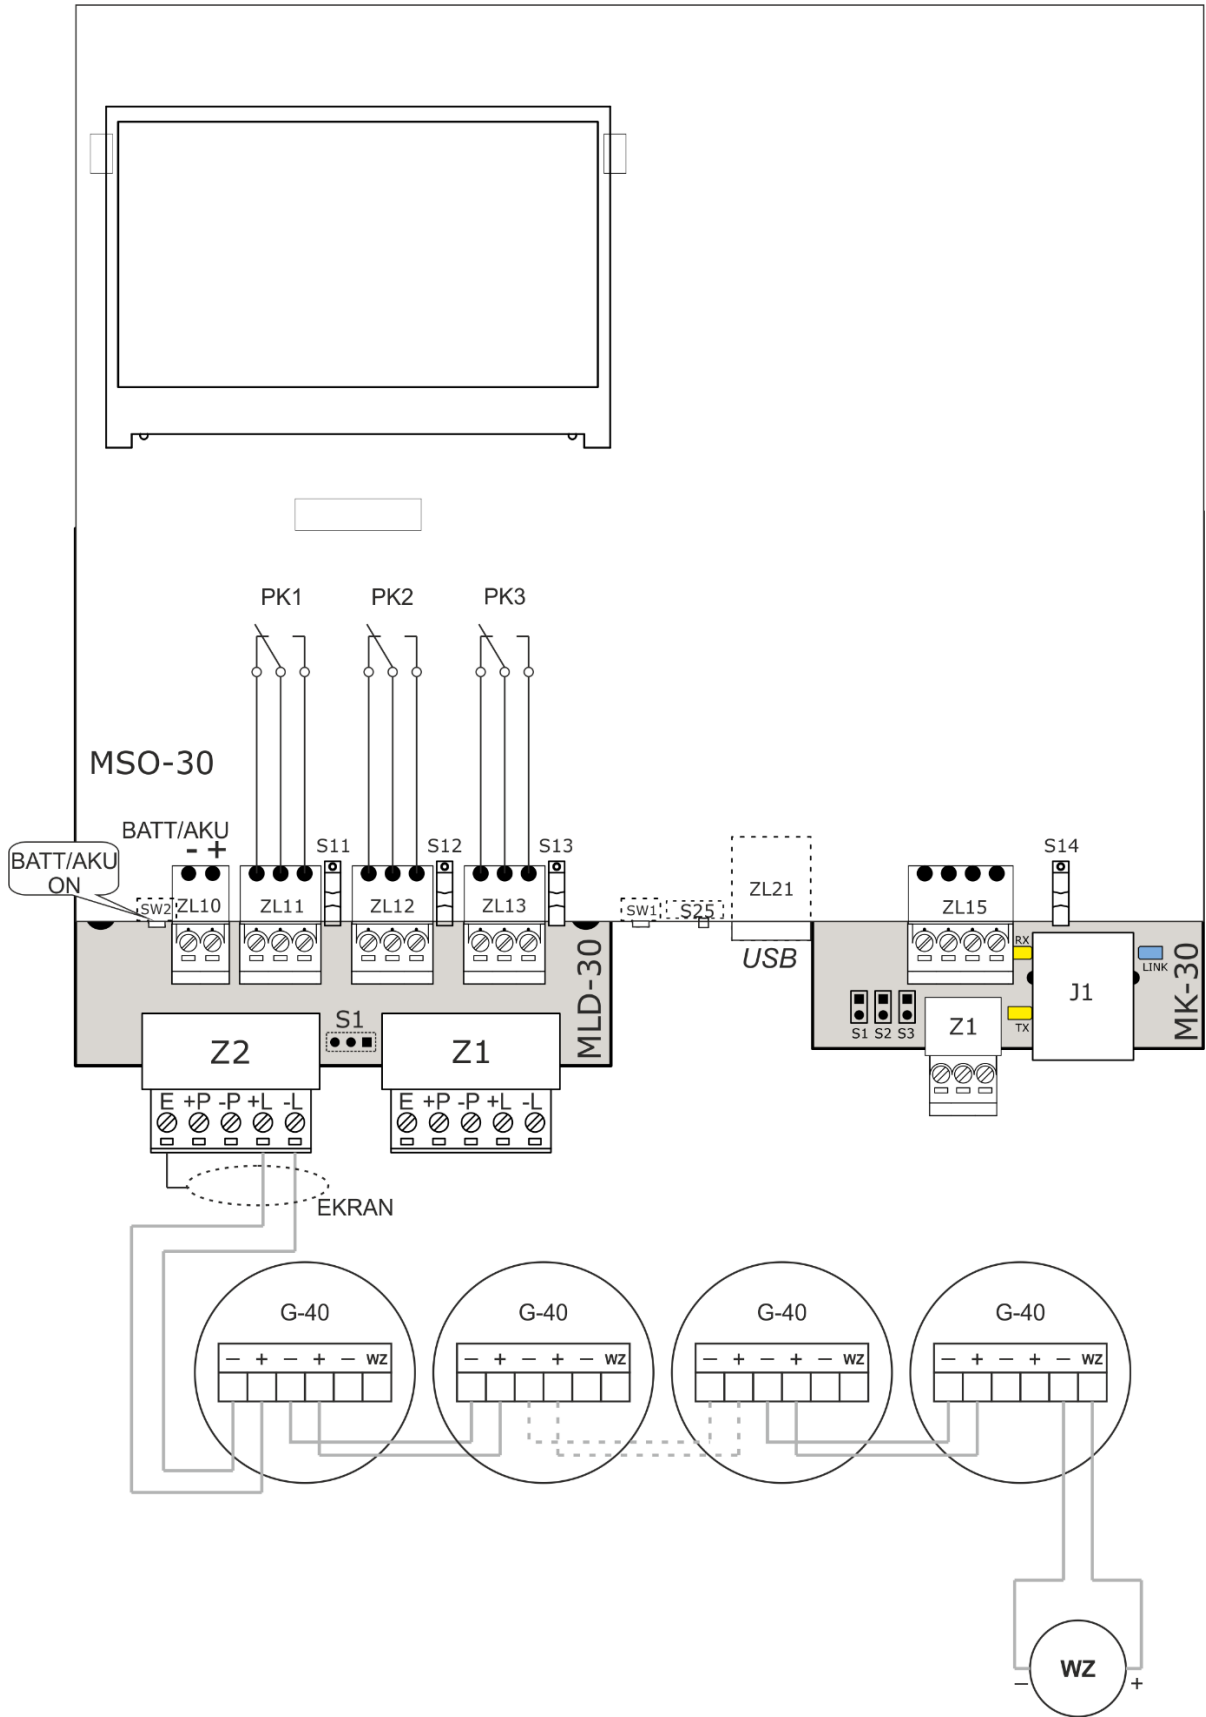 PK1 PK2 PK3
MSO-30
BATT/AKU
- +
S11 S12 S13 S14
BATT/AKU
ON
SW2 ZL10 ZL11 ZL12 ZL13 SW1 S25 ZL21 ZL15
USB
MLD-30
RX
LINK
MK-30
J1
TX
S1 S2 S3
Z1
S1
Z2 Z1
E +P -P +L -L E +P -P +L -L
EKRAN
G-40 G-40 G-40 G-40
– + – + – WZ – + – + – WZ – + – + – WZ – + – + – WZ
WZ
– +